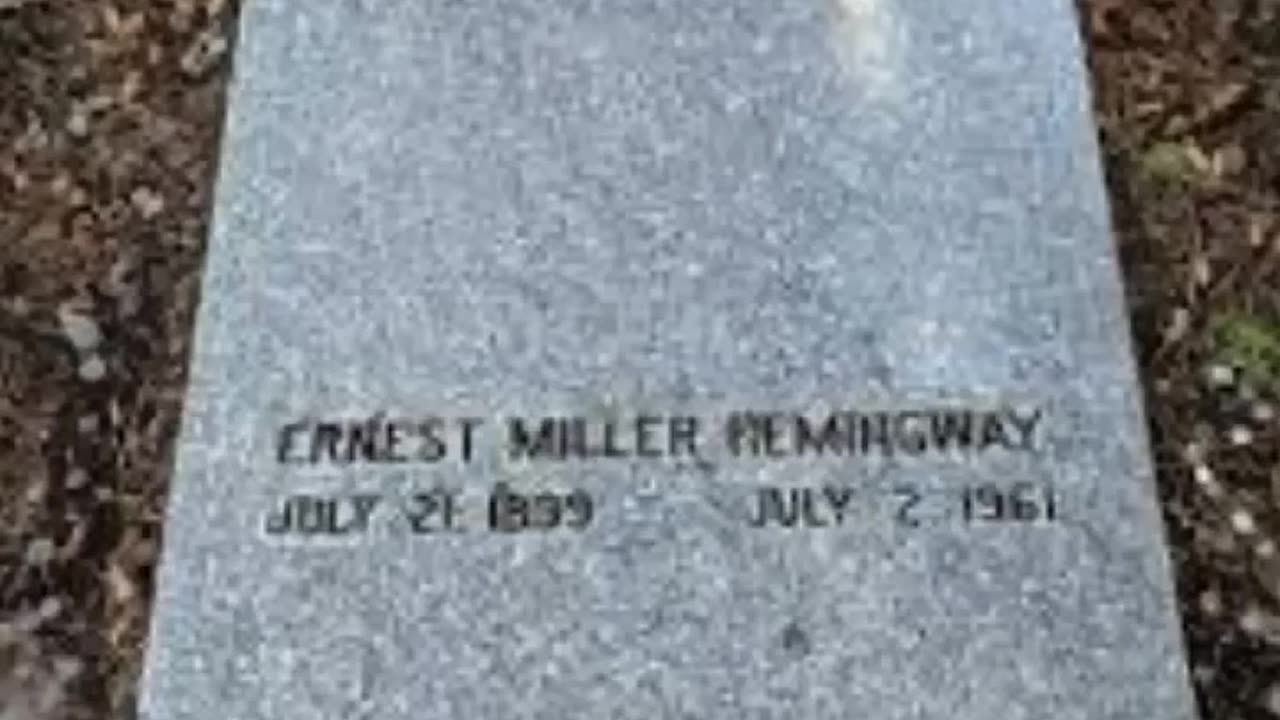 ERNEST MILLER HEMINGWAY
JULY 21, 1899 JULY 2, 1961